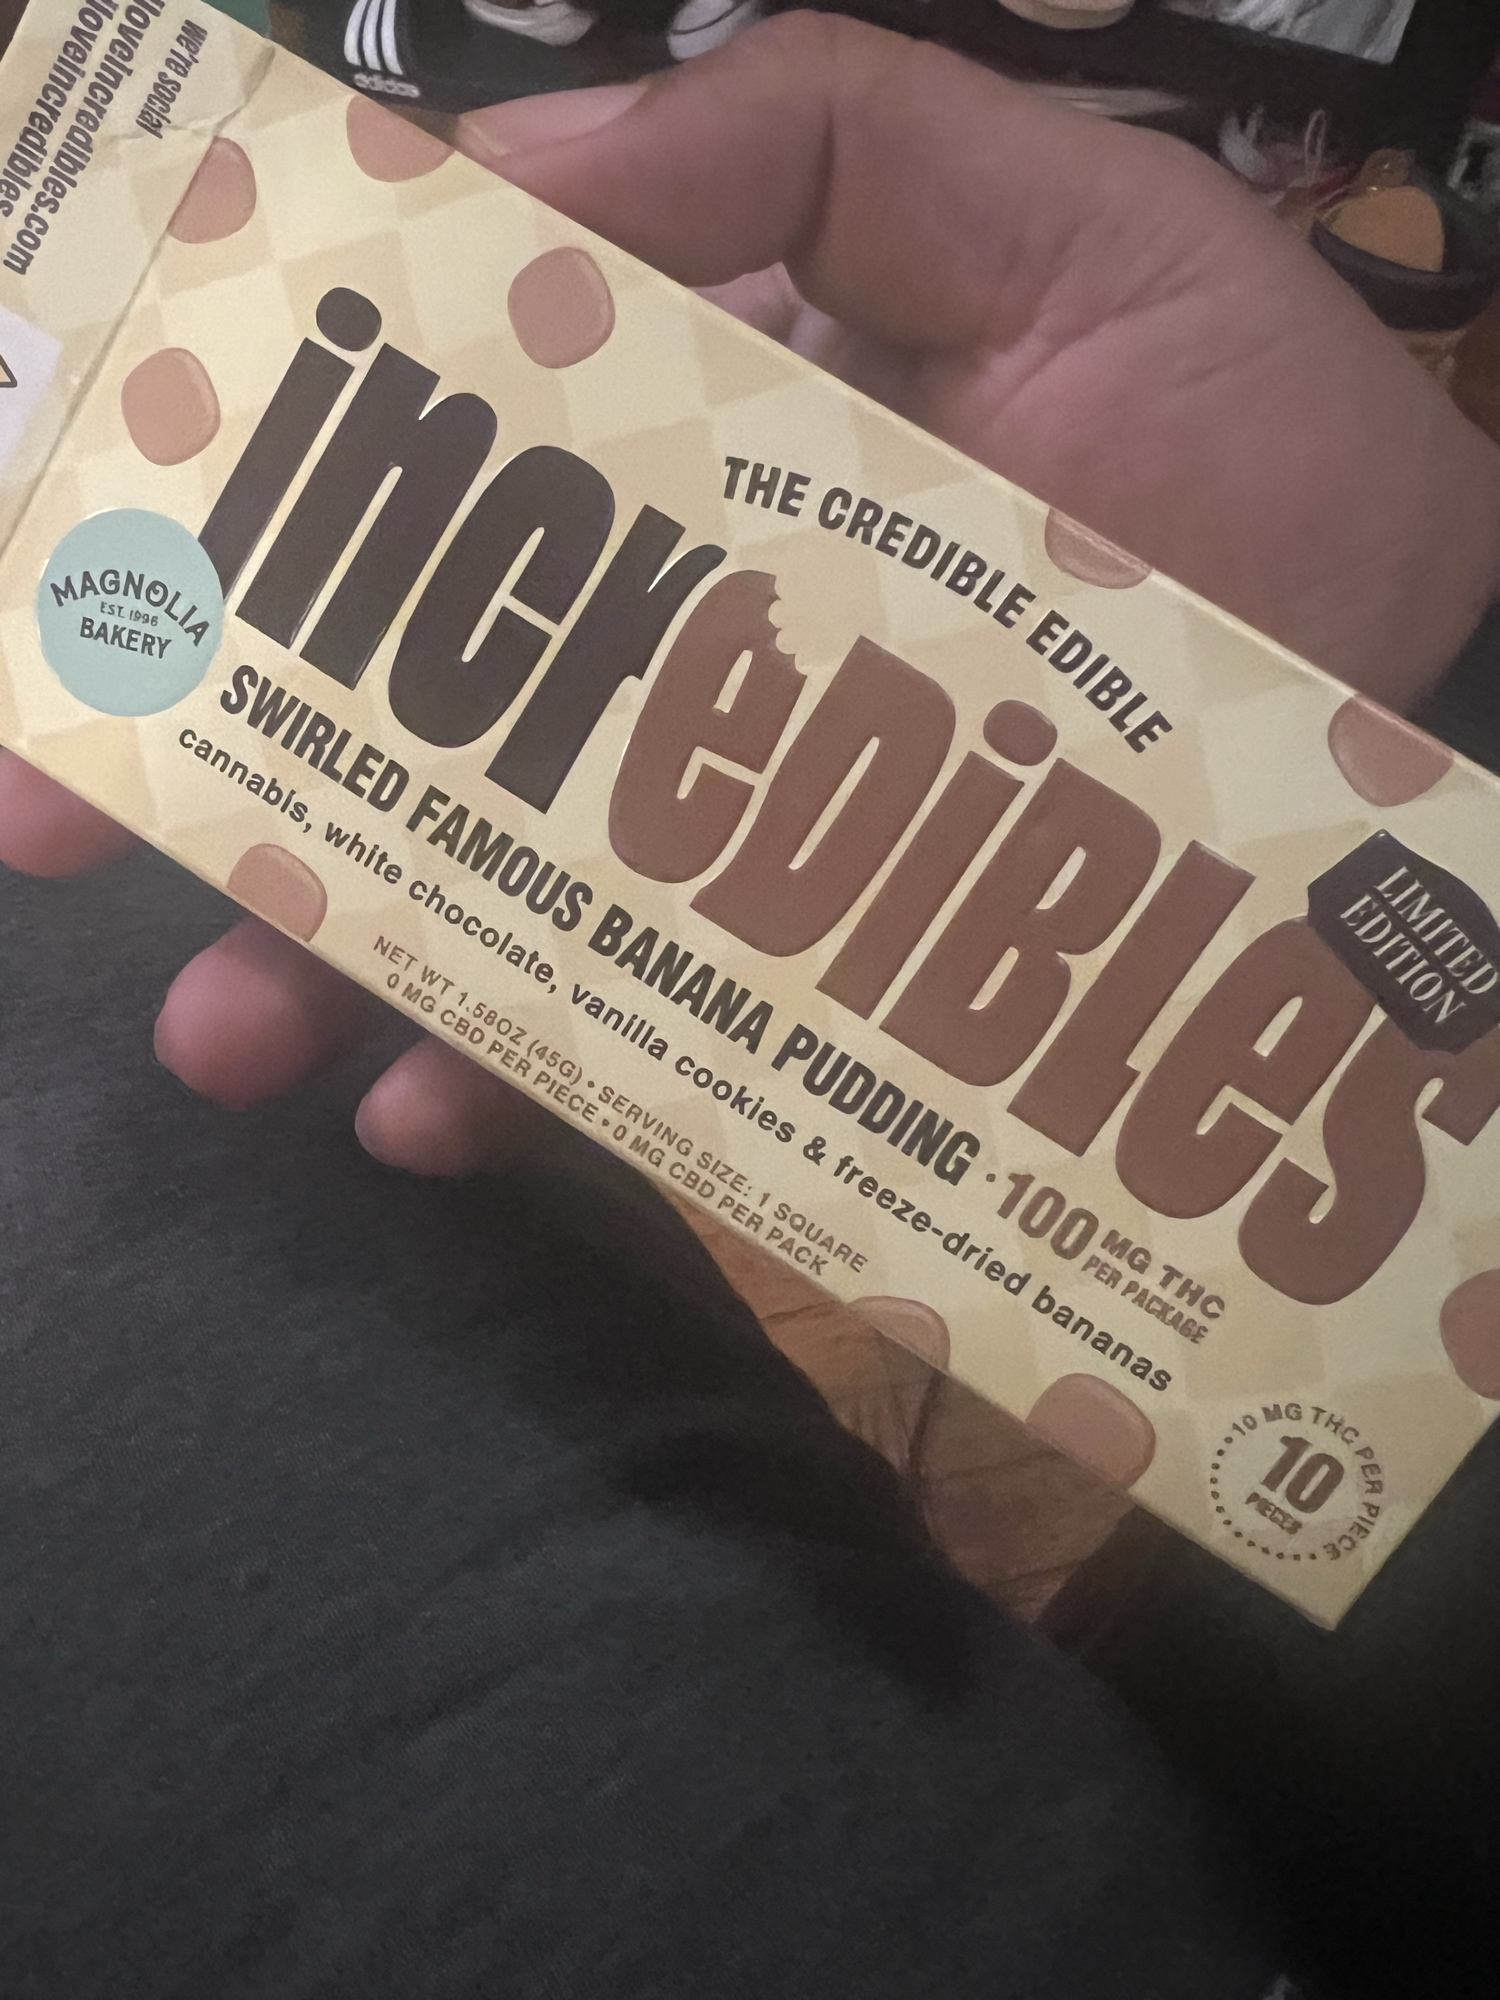 we're social
iloveincredibles.com
iloveincredibles
adidas
incredibles
THE CREDIBLE EDIBLE
MAGNOLIA
EST. 1996
BAKERY
LIMITED
EDITION
SWIRLED FAMOUS BANANA PUDDING · 100 MG THC
PER PACKAGE
cannabis, white chocolate, vanilla cookies & freeze-dried bananas
NET WT 1.58OZ (45G) • SERVING SIZE: 1 SQUARE
0 MG CBD PER PIECE • 0 MG CBD PER PACK
10 MG THC PER PIECE
10
PIECES